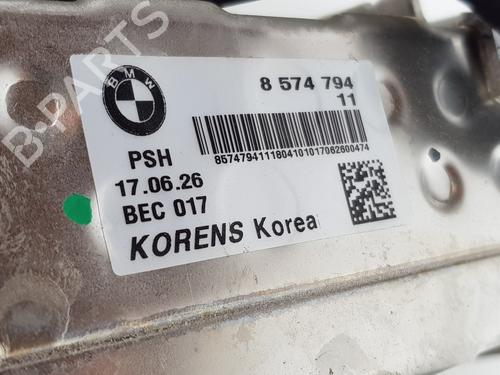 B-PARTS
BMW
8 574 794
11
PSH
8574794111804101017062600474
17.06.26
BEC 017
KORENS Korea